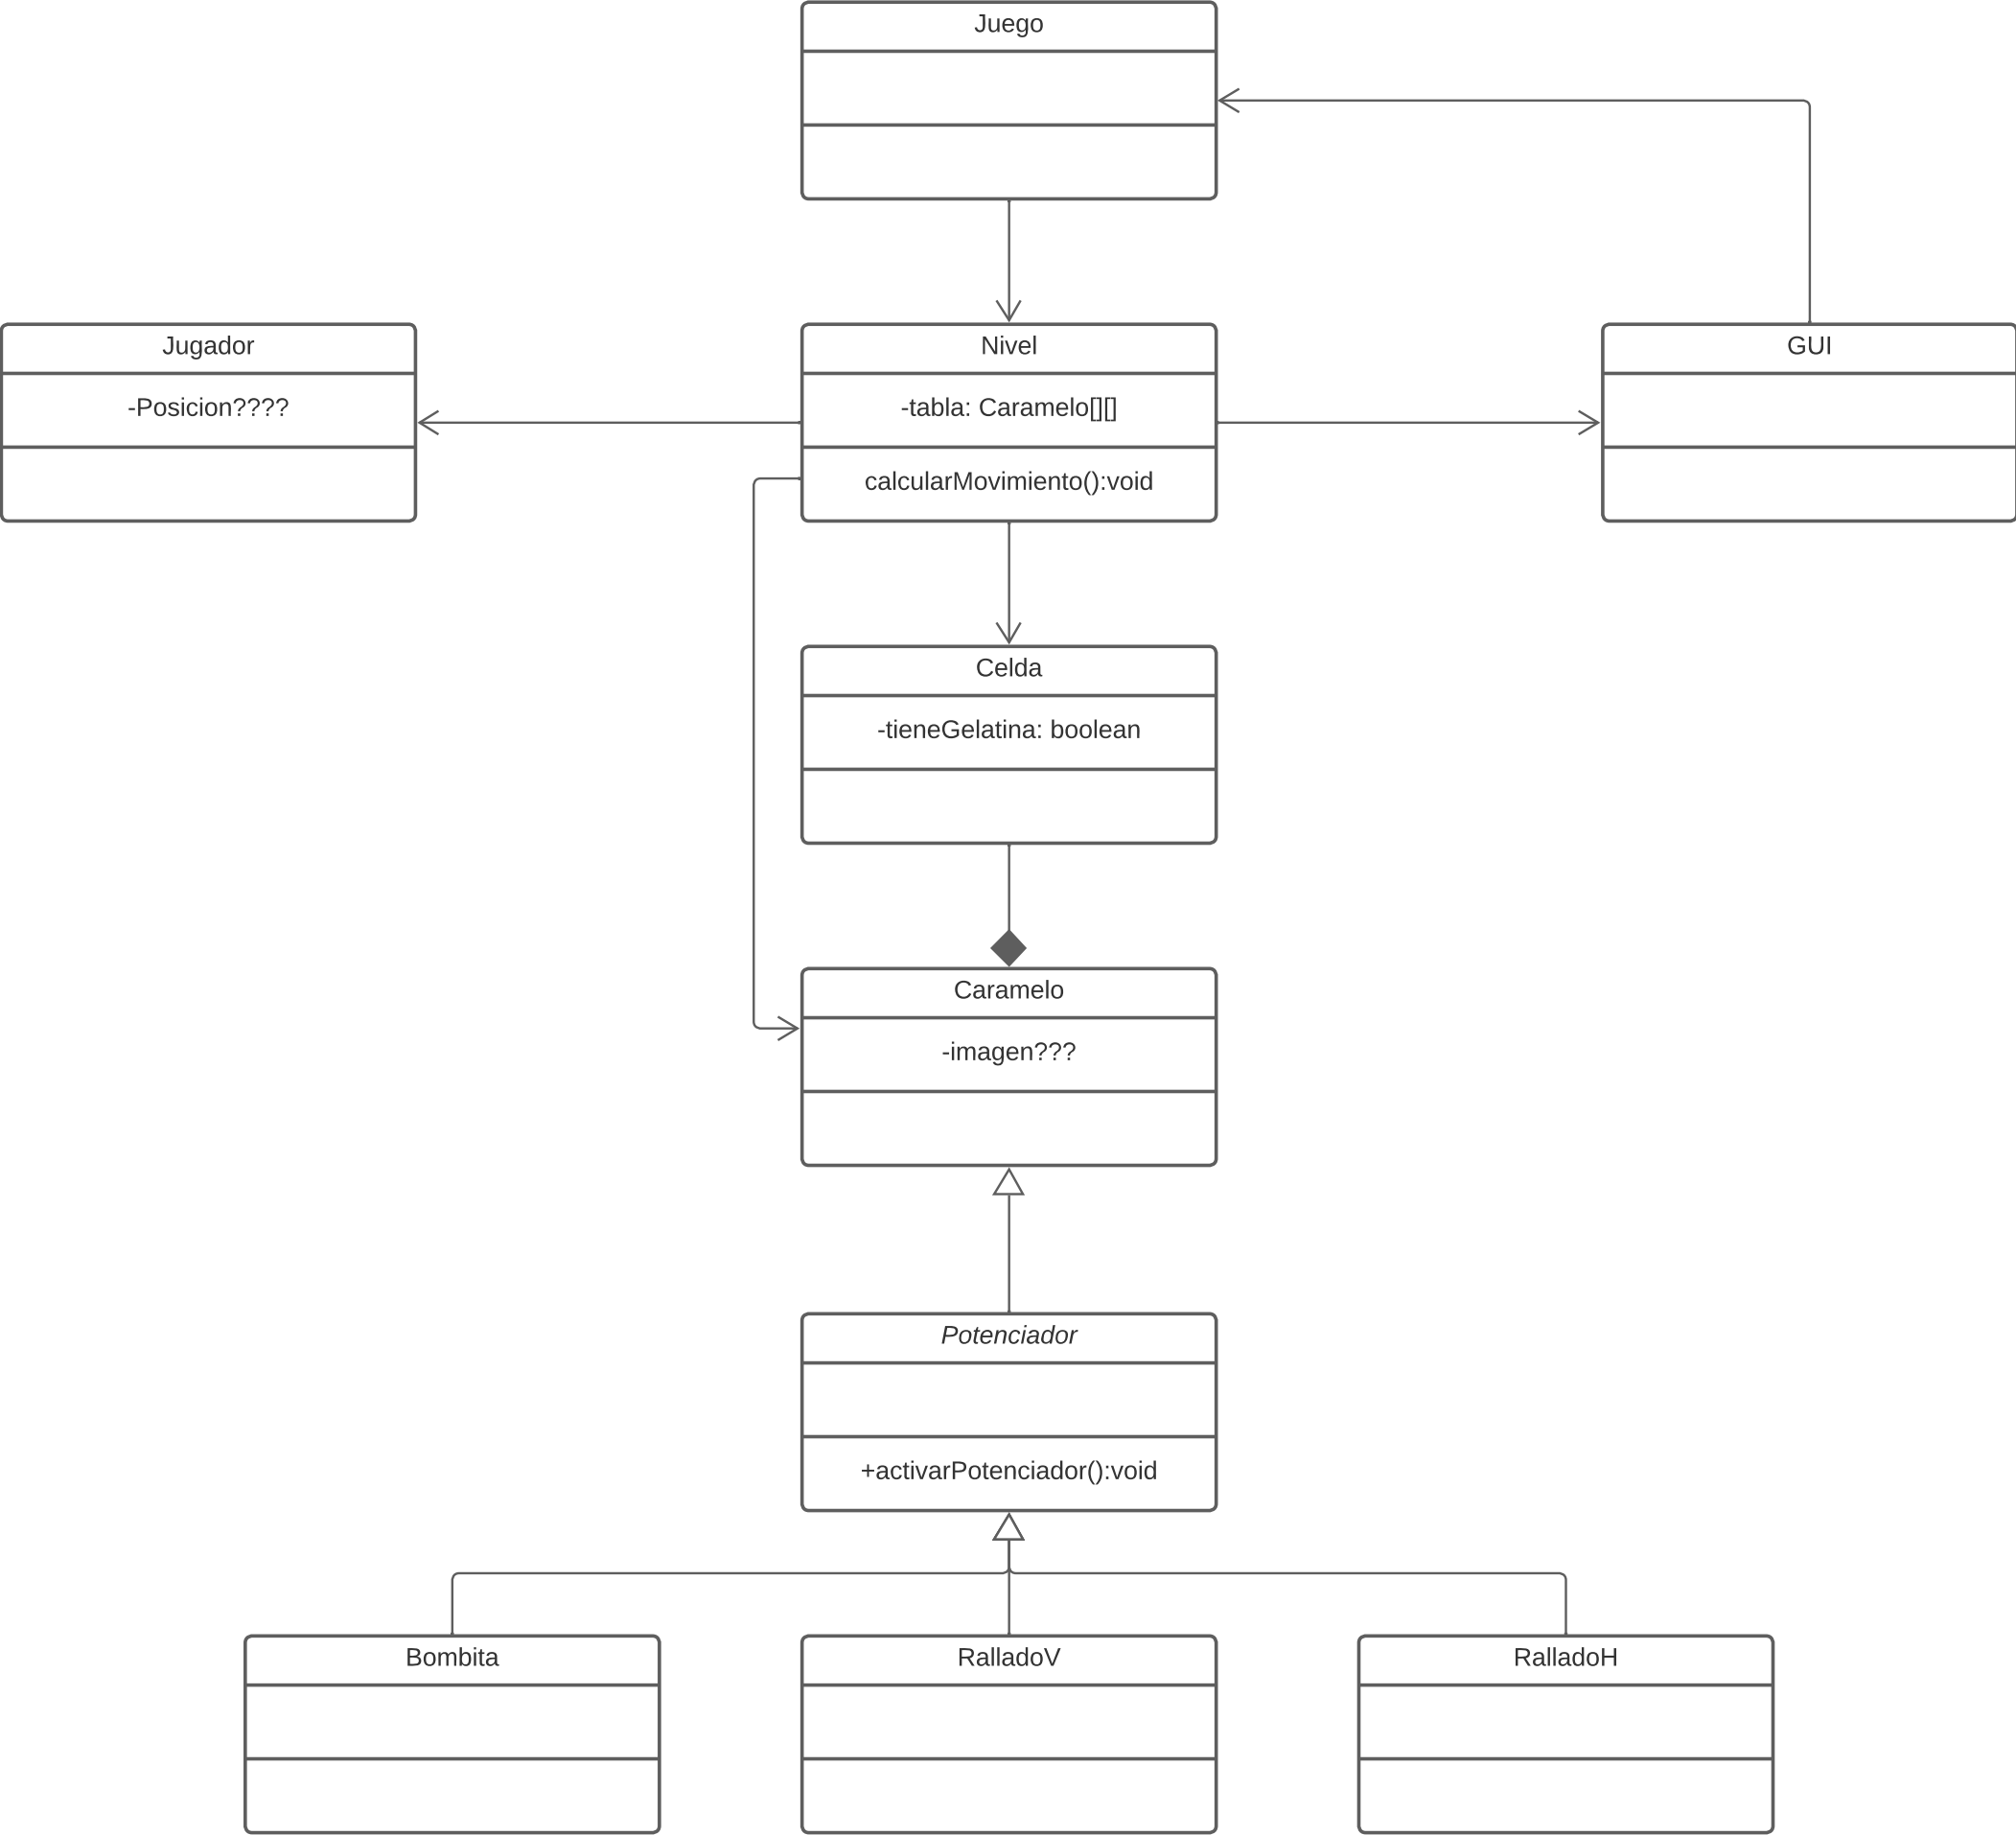 Juego
Jugador
-Posicion????
Nivel
-tabla: Caramelo[][]
calcularMovimiento():void
GUI
Celda
-tieneGelatina: boolean
Caramelo
-imagen???
Potenciador
+activarPotenciador():void
Bombita
RalladoV
RalladoH